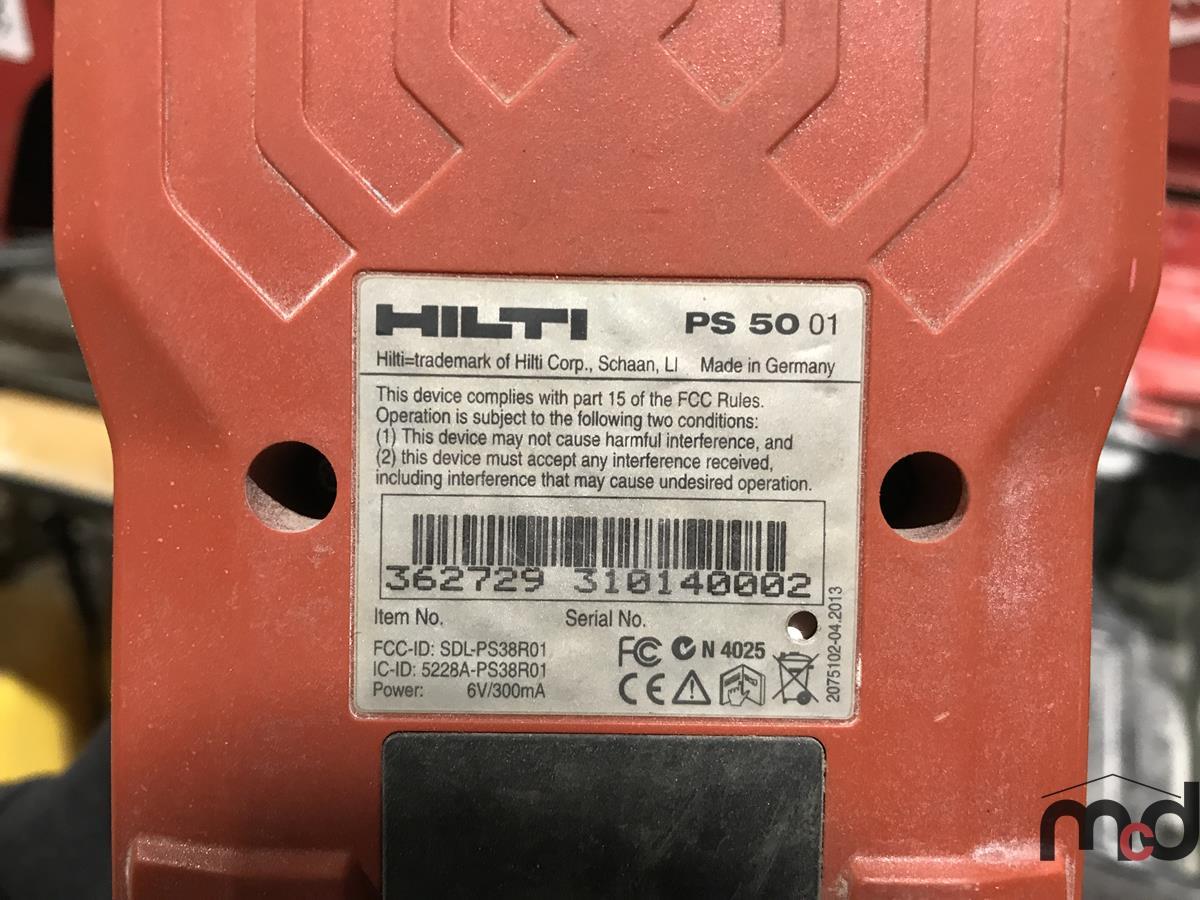 HILTI PS 50 01
Hilti=trademark of Hilti Corp., Schaan, LI Made in Germany
This device complies with part 15 of the FCC Rules.
Operation is subject to the following two conditions:
(1) This device may not cause harmful interference, and
(2) this device must accept any interference received,
including interference that may cause undesired operation.
362729 310140002
Item No. Serial No.
FCC-ID: SDL-PS38R01
IC-ID: 5228A-PS38R01
Power: 6V/300mA
FC N 4025
CE
2075102-04.2013
mcd